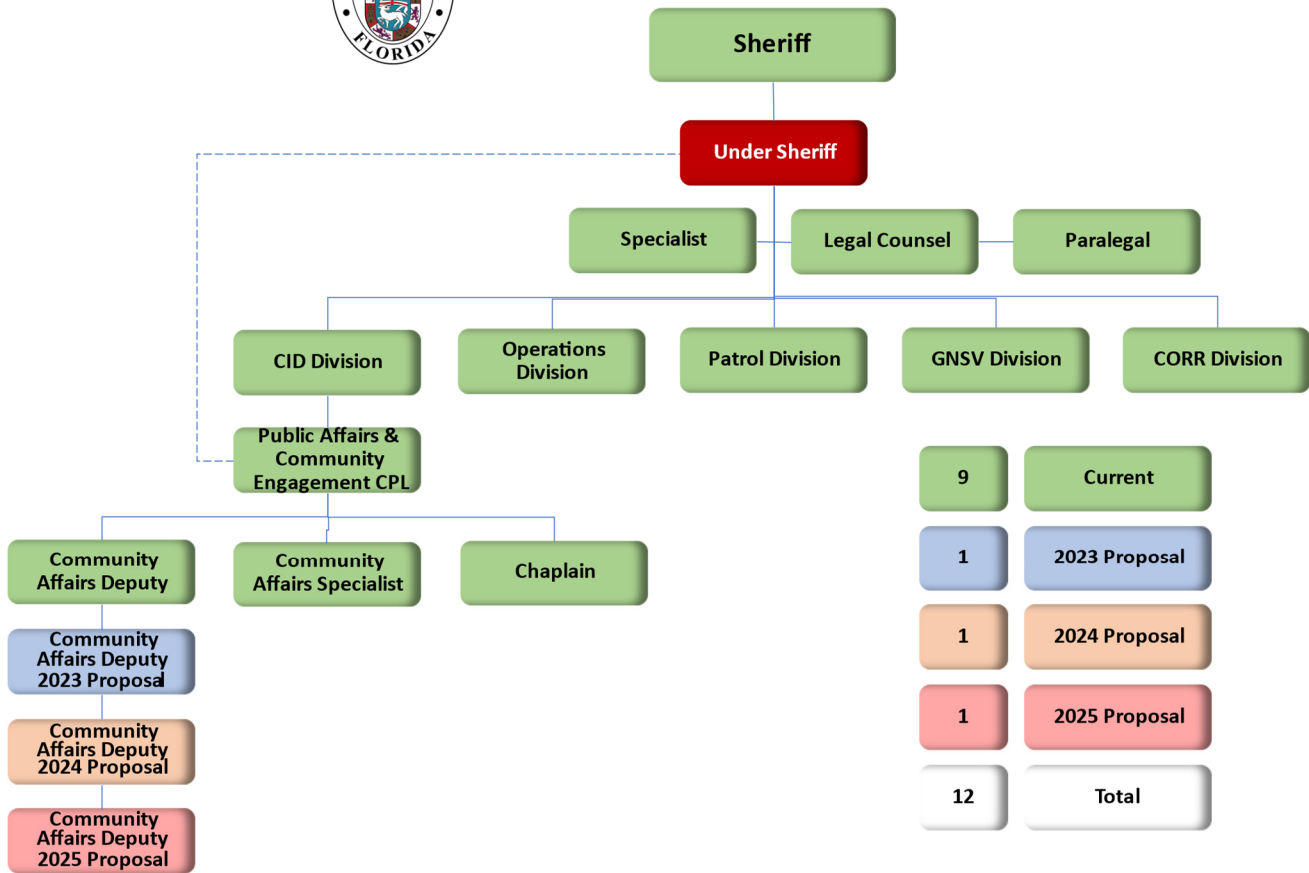 FLORIDA
Sheriff
Under Sheriff
Specialist
Legal Counsel
Paralegal
CID Division
Operations
Division
Patrol Division
GNSV Division
CORR Division
Public Affairs &
Community
Engagement CPL
Community
Affairs Deputy
Community
Affairs Specialist
Chaplain
Community
Affairs Deputy
2023 Proposal
Community
Affairs Deputy
2024 Proposal
Community
Affairs Deputy
2025 Proposal
9 Current
1 2023 Proposal
1 2024 Proposal
1 2025 Proposal
12 Total